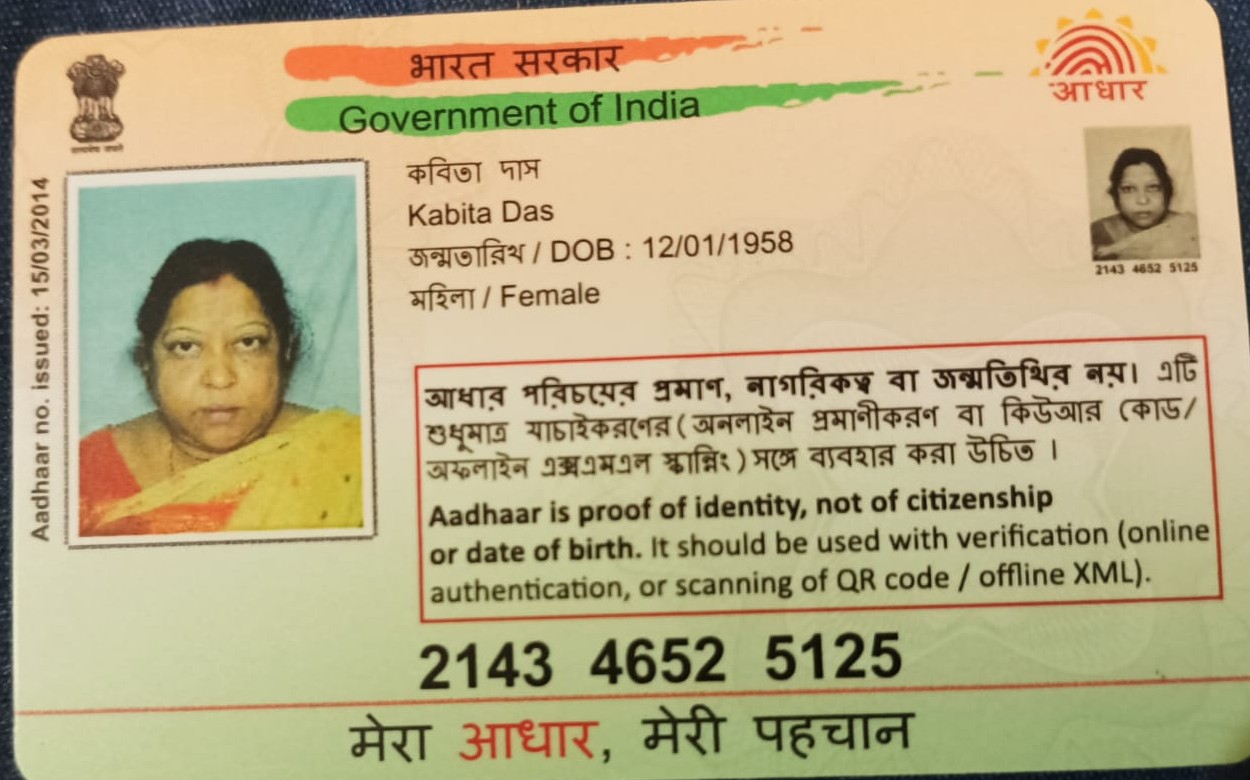 भारत सरकार
Government of India
आधार
सत्यमेव जयते
Aadhaar no. issued: 15/03/2014
কবিতা দাস
Kabita Das
জন্মতারিখ / DOB : 12/01/1958
মহিলা / Female
2143 4652 5125
আধার পরিচয়ের প্রমাণ, নাগরিকত্ব বা জন্মতিথির নয়। এটি
শুধুমাত্র যাচাইকরণের ( অনলাইন প্রমাণীকরণ বা কিউআর কোড/
অফলাইন এক্সএমএল স্কান্নিং ) সঙ্গে ব্যবহার করা উচিত ।
Aadhaar is proof of identity, not of citizenship
or date of birth. It should be used with verification (online
authentication, or scanning of QR code / offline XML).
2143 4652 5125
मेरा आधार, मेरी पहचान